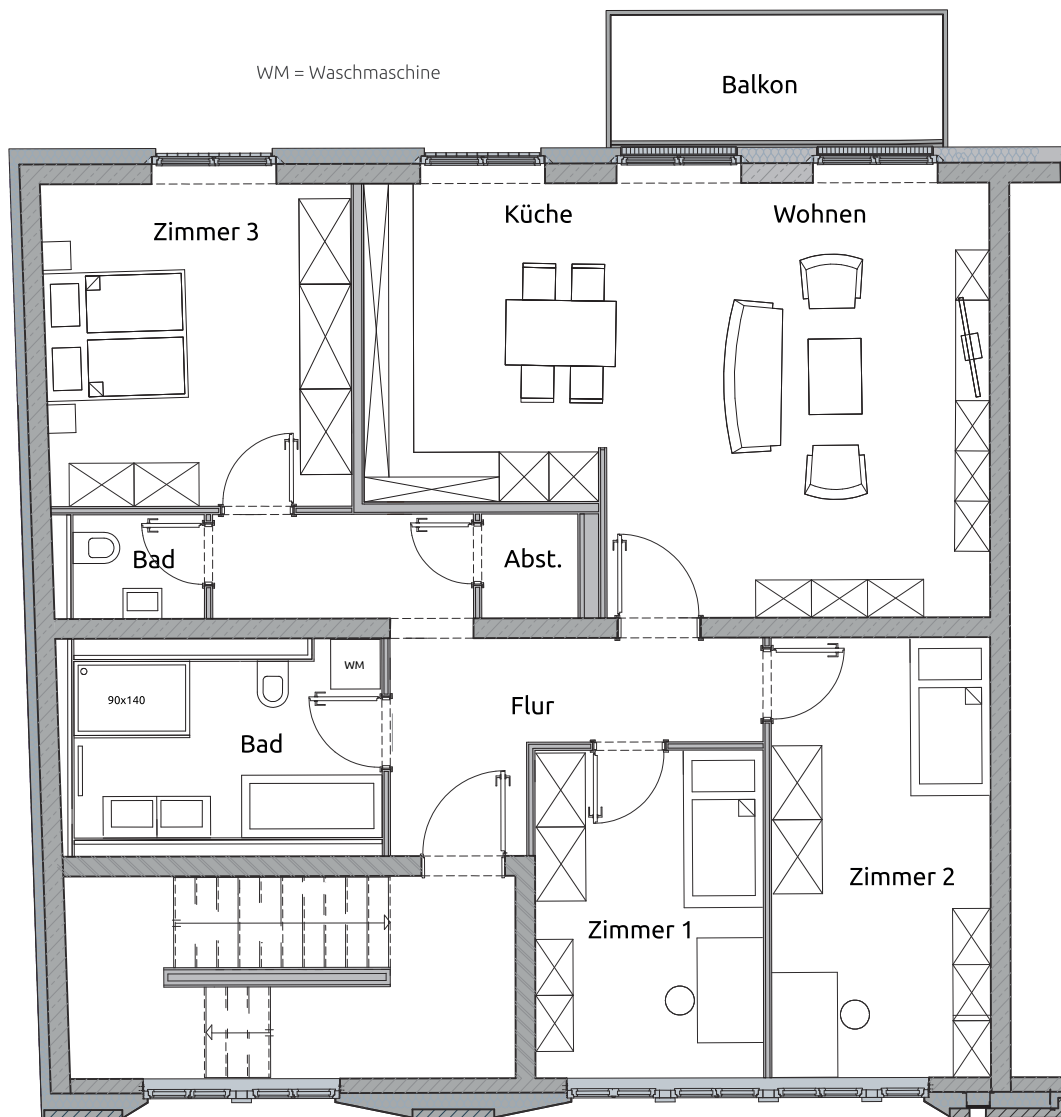 WM = Waschmaschine
Balkon
Küche
Wohnen
Zimmer 3
Bad
Abst.
WM
90x140
Flur
Bad
Zimmer 2
Zimmer 1